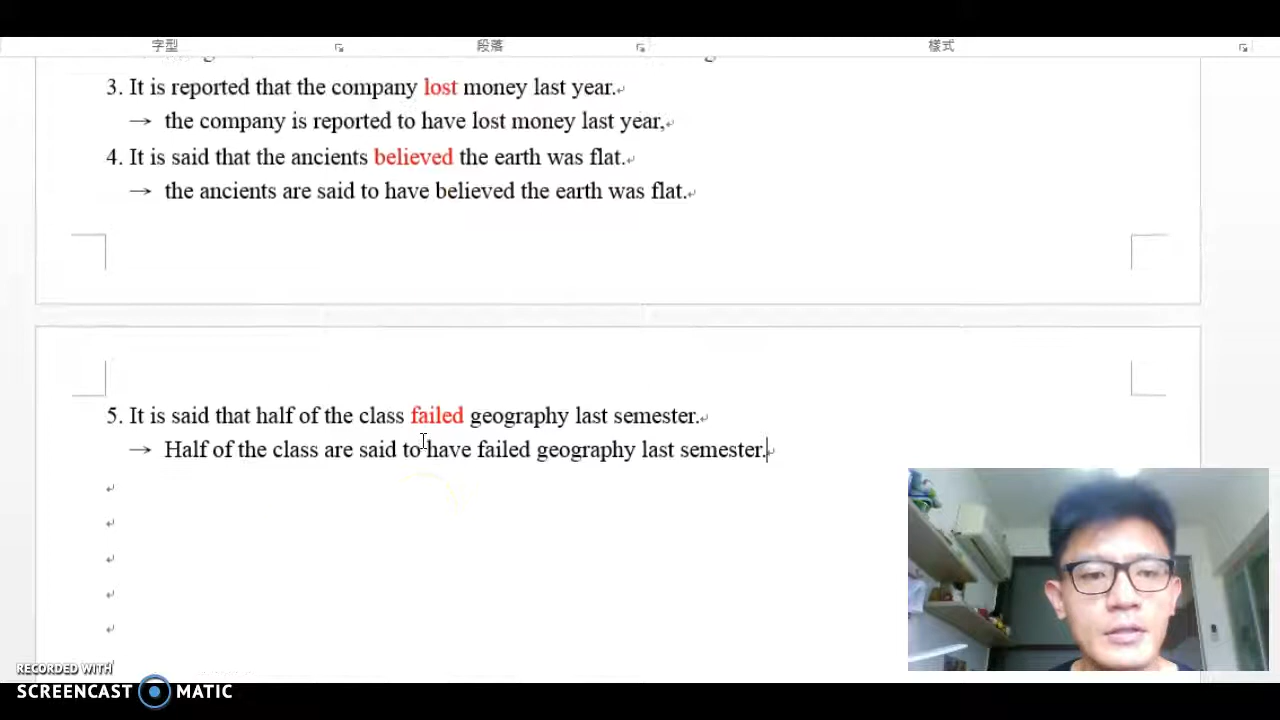 字型 段落 樣式
3. It is reported that the company lost money last year.
→ the company is reported to have lost money last year,
4. It is said that the ancients believed the earth was flat.
→ the ancients are said to have believed the earth was flat.
5. It is said that half of the class failed geography last semester.
→ Half of the class are said to have failed geography last semester.
RECORDED WITH
SCREENCAST MATIC